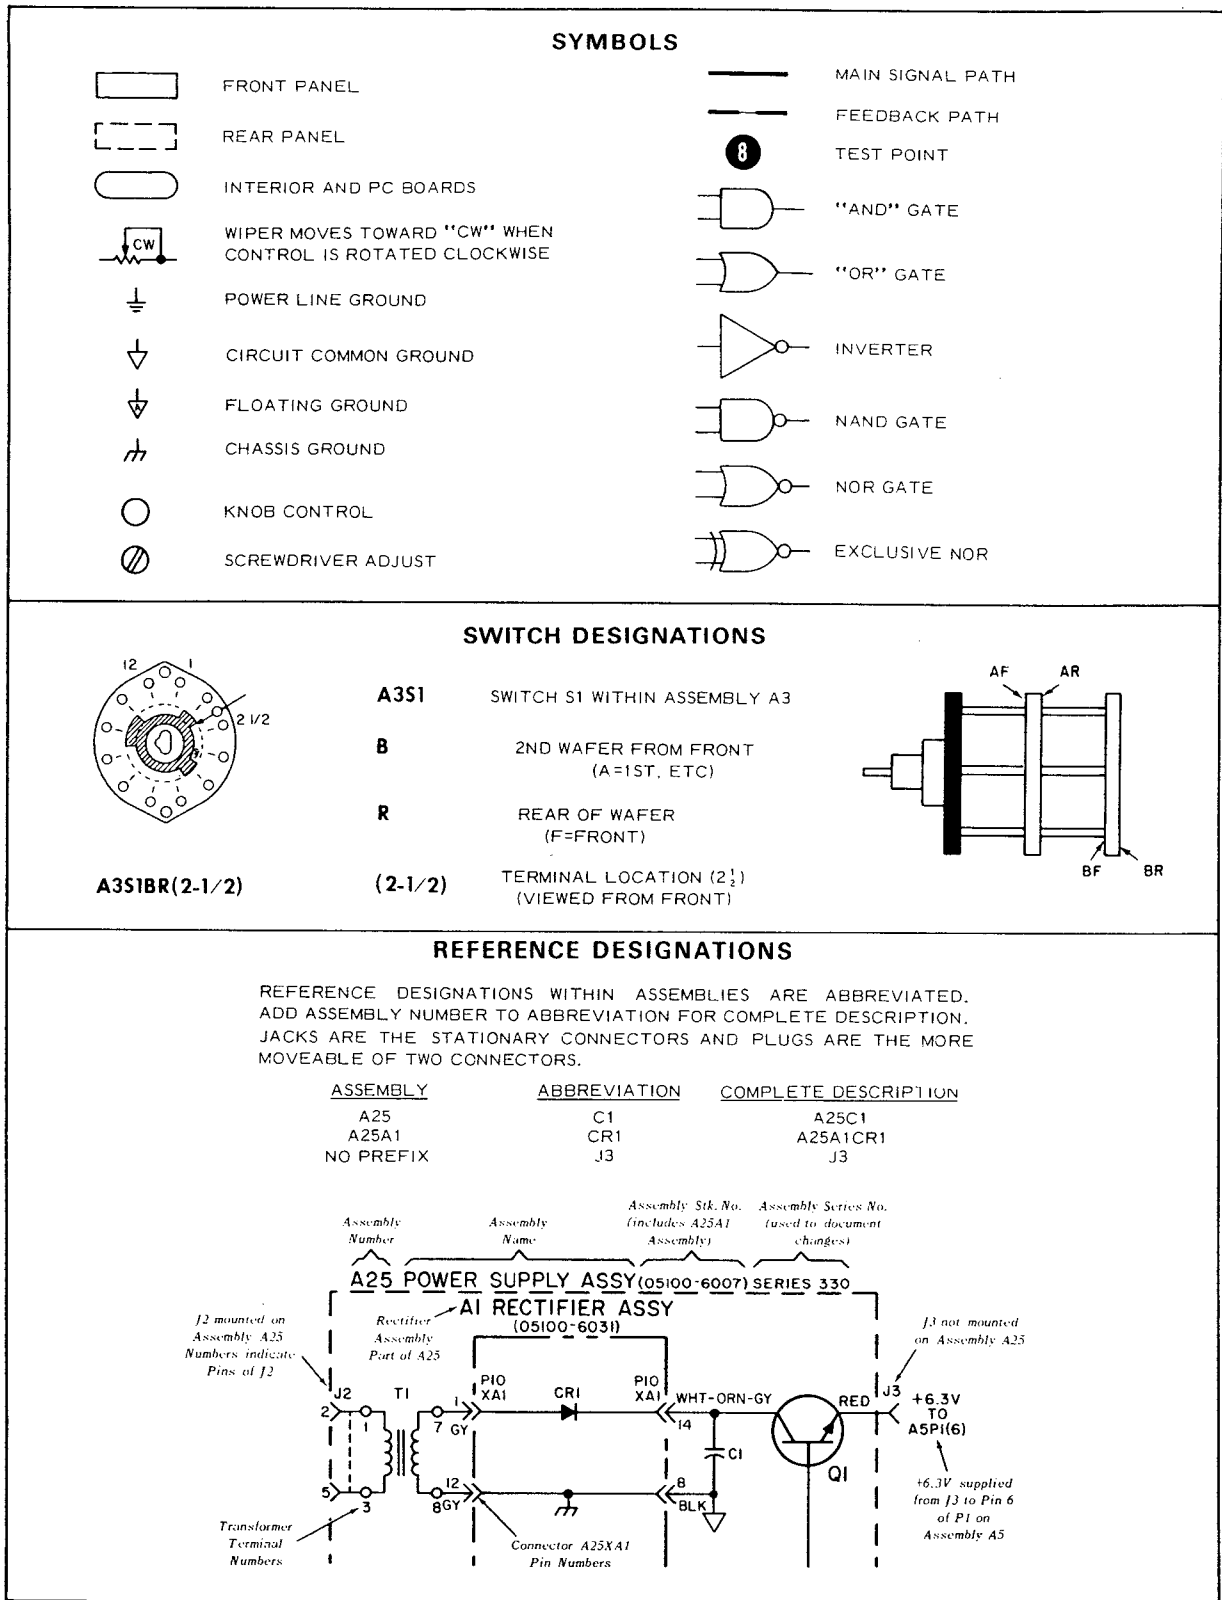 SYMBOLS
FRONT PANEL
REAR PANEL
INTERIOR AND PC BOARDS
CW
WIPER MOVES TOWARD "CW" WHEN
CONTROL IS ROTATED CLOCKWISE
POWER LINE GROUND
CIRCUIT COMMON GROUND
A
FLOATING GROUND
CHASSIS GROUND
KNOB CONTROL
SCREWDRIVER ADJUST
MAIN SIGNAL PATH
FEEDBACK PATH
8
TEST POINT
"AND" GATE
"OR" GATE
INVERTER
NAND GATE
NOR GATE
EXCLUSIVE NOR
SWITCH DESIGNATIONS
12 1
2 1/2
A3S1BR(2-1/2)
A3S1 SWITCH S1 WITHIN ASSEMBLY A3
B 2ND WAFER FROM FRONT
(A=1ST, ETC)
R REAR OF WAFER
(F=FRONT)
(2-1/2) TERMINAL LOCATION (2½)
(VIEWED FROM FRONT)
AF AR
BF BR
REFERENCE DESIGNATIONS
REFERENCE DESIGNATIONS WITHIN ASSEMBLIES ARE ABBREVIATED.
ADD ASSEMBLY NUMBER TO ABBREVIATION FOR COMPLETE DESCRIPTION.
JACKS ARE THE STATIONARY CONNECTORS AND PLUGS ARE THE MORE
MOVEABLE OF TWO CONNECTORS.
ASSEMBLY ABBREVIATION COMPLETE DESCRIPTION
A25 C1 A25C1
A25A1 CR1 A25A1CR1
NO PREFIX J3 J3
Assembly
Number
Assembly
Name
Assembly Stk. No.
(includes A25A1
Assembly)
Assembly Series No.
(used to document
changes)
A25 POWER SUPPLY ASSY (05100-6007) SERIES 330
A1 RECTIFIER ASSY
(05100-6031)
J2 mounted on
Assembly A25
Numbers indicate
Pins of J2
Rectifier
Assembly
Part of A25
J3 not mounted
on Assembly A25
J2 T1
P10
XA1
CR1
P10
XA1
WHT-ORN-GY
RED
J3
2 1 7 1 GY 14
+6.3V
TO
A5P1(6)
C1
Q1
5 3 8 12 GY 8 BLK
+6.3V supplied
from J3 to Pin 6
of P1 on
Assembly A5
Transformer
Terminal
Numbers
Connector A25XA1
Pin Numbers